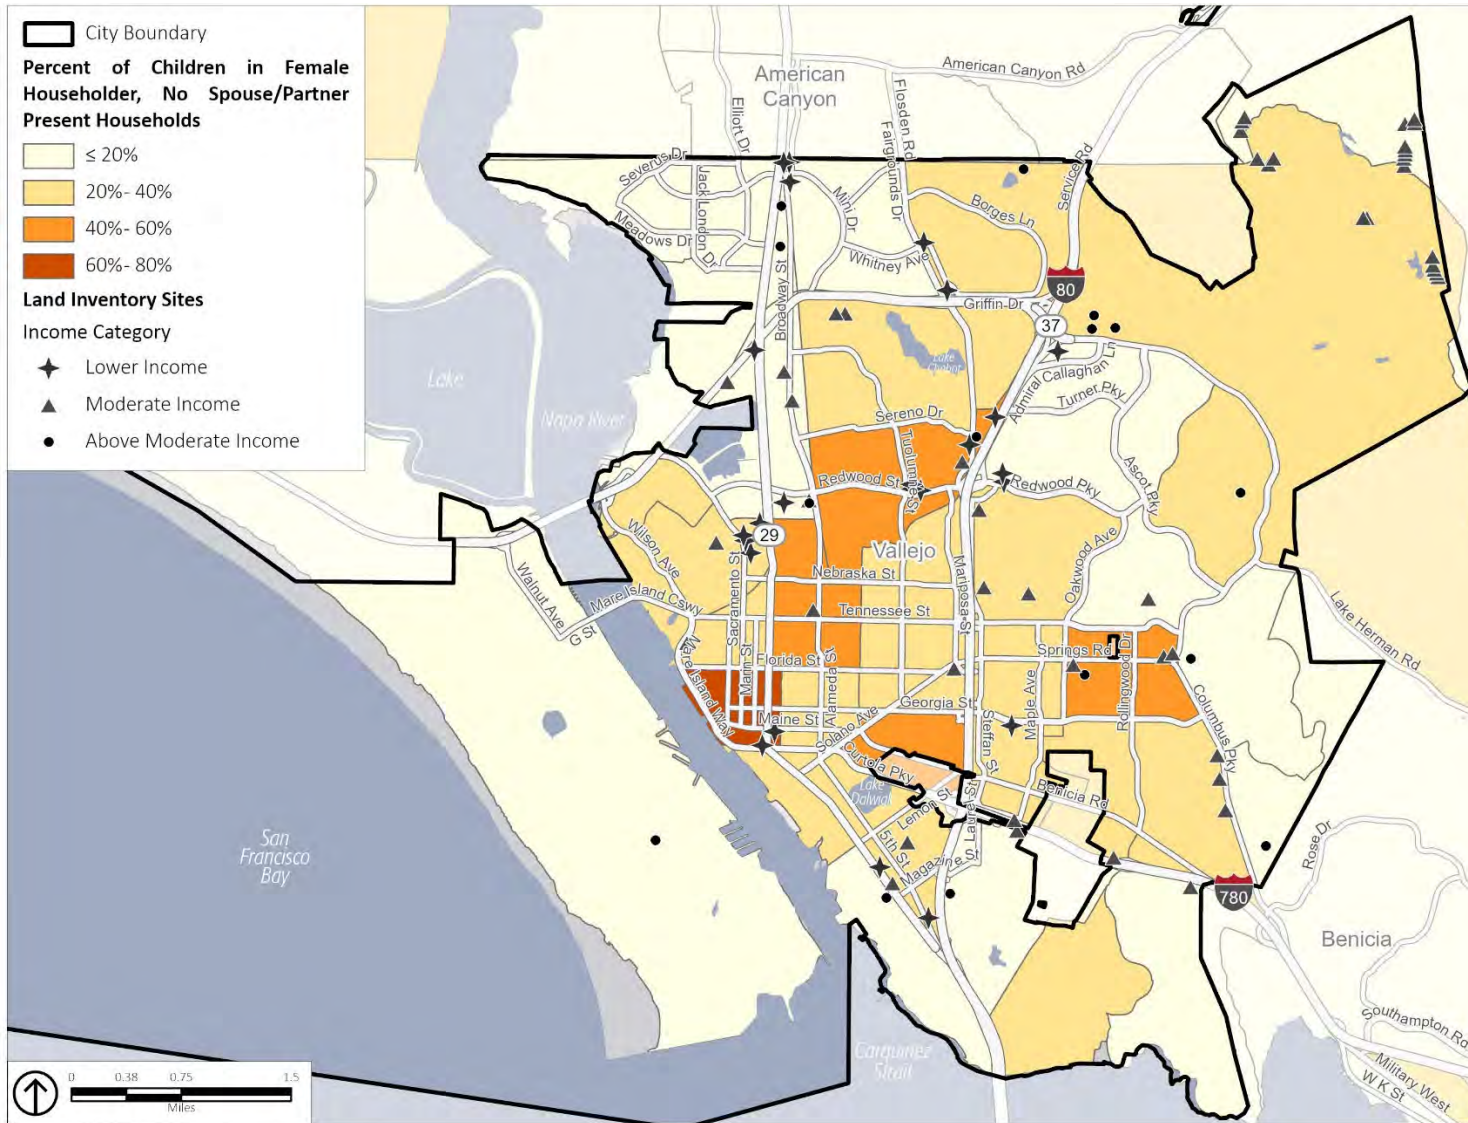 City Boundary
Percent of Children in Female
Householder, No Spouse/Partner
Present Households
≤ 20%
20%- 40%
40%- 60%
60%- 80%
Land Inventory Sites
Income Category
Lower Income
Moderate Income
Above Moderate Income
American
Canyon
American Canyon Rd
Elliott Dr
Flosden Rd
Fairgrounds Dr
Service Rd
Severus Dr
Jack London Dr
Meadows Dr
Mini Dr
Borges Ln
Whitney Ave
Broadway St
Griffin Dr
80
37
Lake
Napa River
Lake
Chabot
Admiral Callaghan Ln
Turner Pky
Sereno Dr
Tuolumne St
Redwood St
Redwood Pky
Ascot Pky
29
Vallejo
Wilson Ave
Sacramento St
Nebraska St
Mariposa St
Oakwood Ave
Walnut Ave
G St
Mare Island Cswy
Tennessee St
Lake Herman Rd
Springs Rd
Rollingwood Dr
Marin St
Florida St
Mare Island Way
Alameda St
Georgia St
Maine St
Solano Ave
Steffan St
Maple Ave
Columbus Pky
Curtola Pky
Lake
Dalwigk
Lemon St
Laurel St
Benicia Rd
5th St
Magazine St
Rose Dr
780
San
Francisco
Bay
Benicia
Carquinez
Strait
Southampton Rd
Military West
W K St
0 0.38 0.75 1.5
Miles